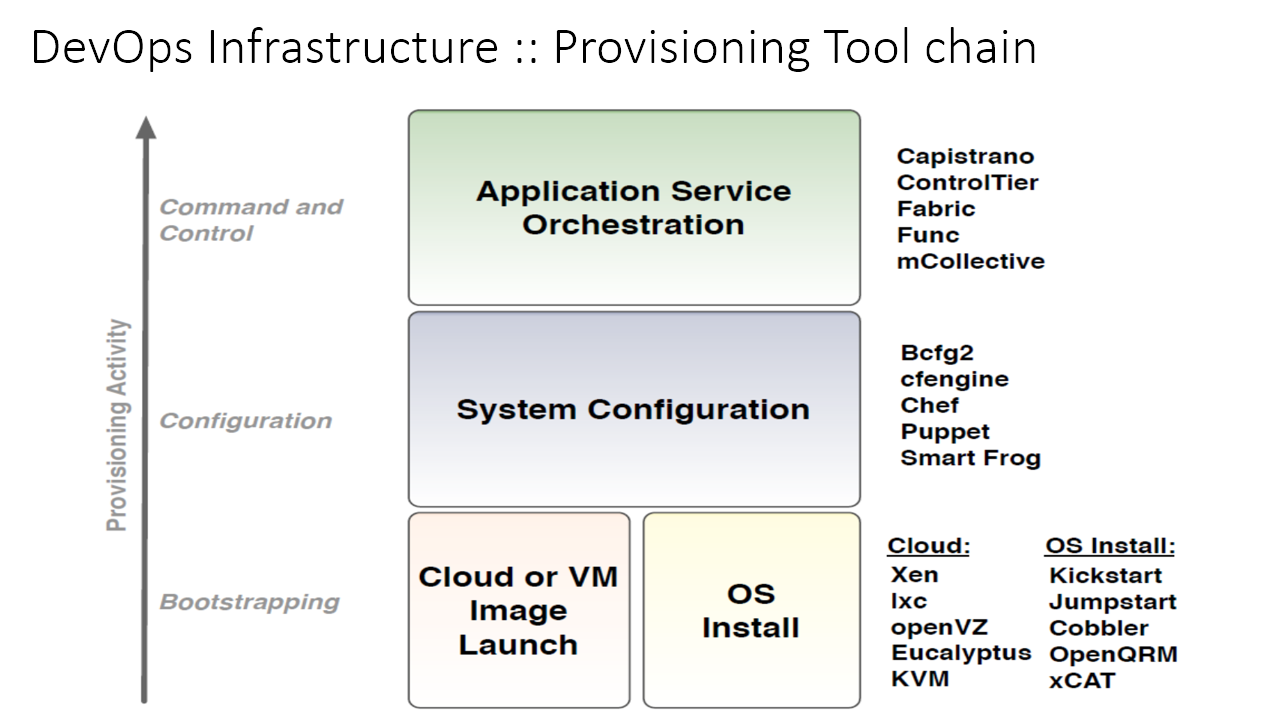 DevOps Infrastructure :: Provisioning Tool chain
Provisioning Activity
Command and
Control
Application Service
Orchestration
Capistrano
ControlTier
Fabric
Func
mCollective
Configuration
System Configuration
Bcfg2
cfengine
Chef
Puppet
Smart Frog
Bootstrapping
Cloud or VM
Image
Launch
OS
Install
Cloud:
Xen
lxc
openVZ
Eucalyptus
KVM
OS Install:
Kickstart
Jumpstart
Cobbler
OpenQRM
xCAT